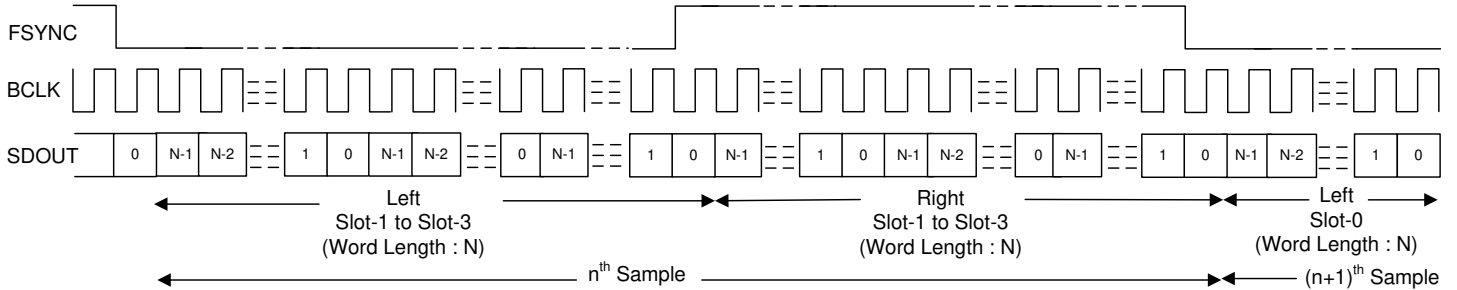 FSYNC
BCLK
SDOUT 0 N-1 N-2 1 0 N-1 N-2 0 N-1 1 0 N-1 1 0 N-1 N-2 0 N-1 1 0 N-1 N-2 1 0
Left
Slot-1 to Slot-3
(Word Length : N)
Right
Slot-1 to Slot-3
(Word Length : N)
Left
Slot-0
(Word Length : N)
nth Sample
(n+1)th Sample